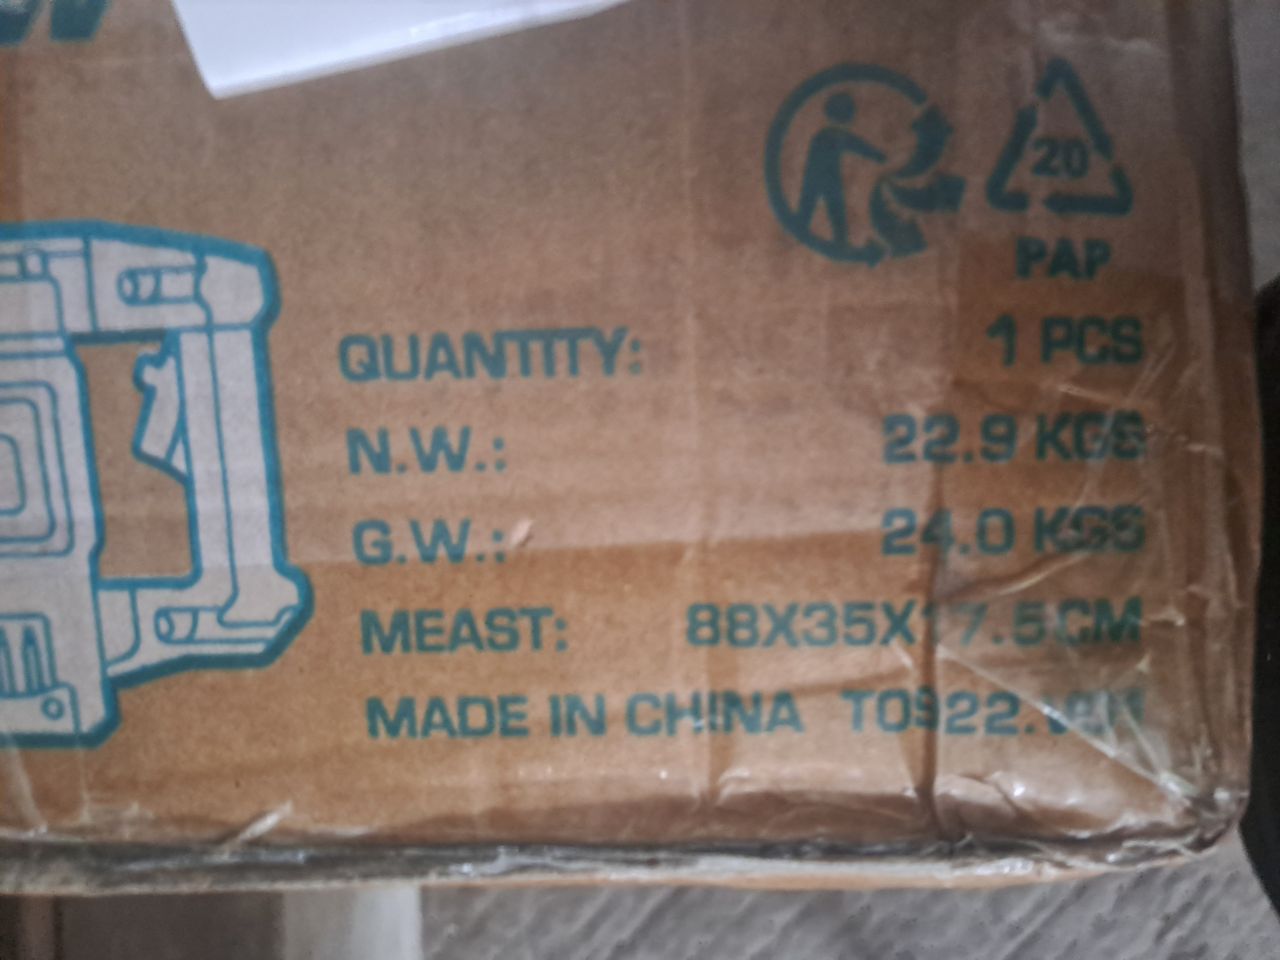 20
PAP
QUANTITY: 1 PCS
N.W.: 22.9 KGS
G.W.: 24.0 KGS
MEAST: 88X35X17.5CM
MADE IN CHINA